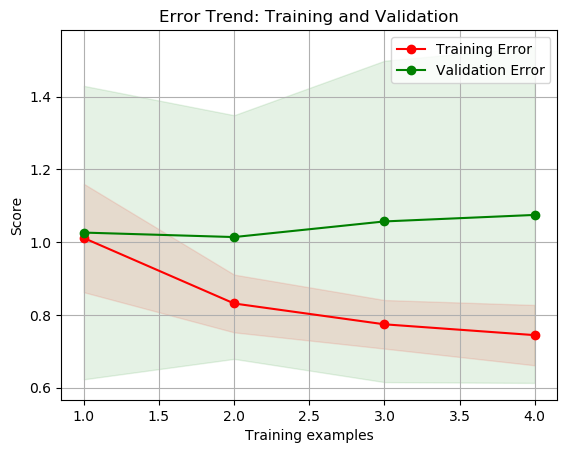 Error Trend: Training and Validation
Training Error
Validation Error
1.4
1.2
1.0
0.8
0.6
Score
1.0
1.5
2.0
2.5
3.0
3.5
4.0
Training examples